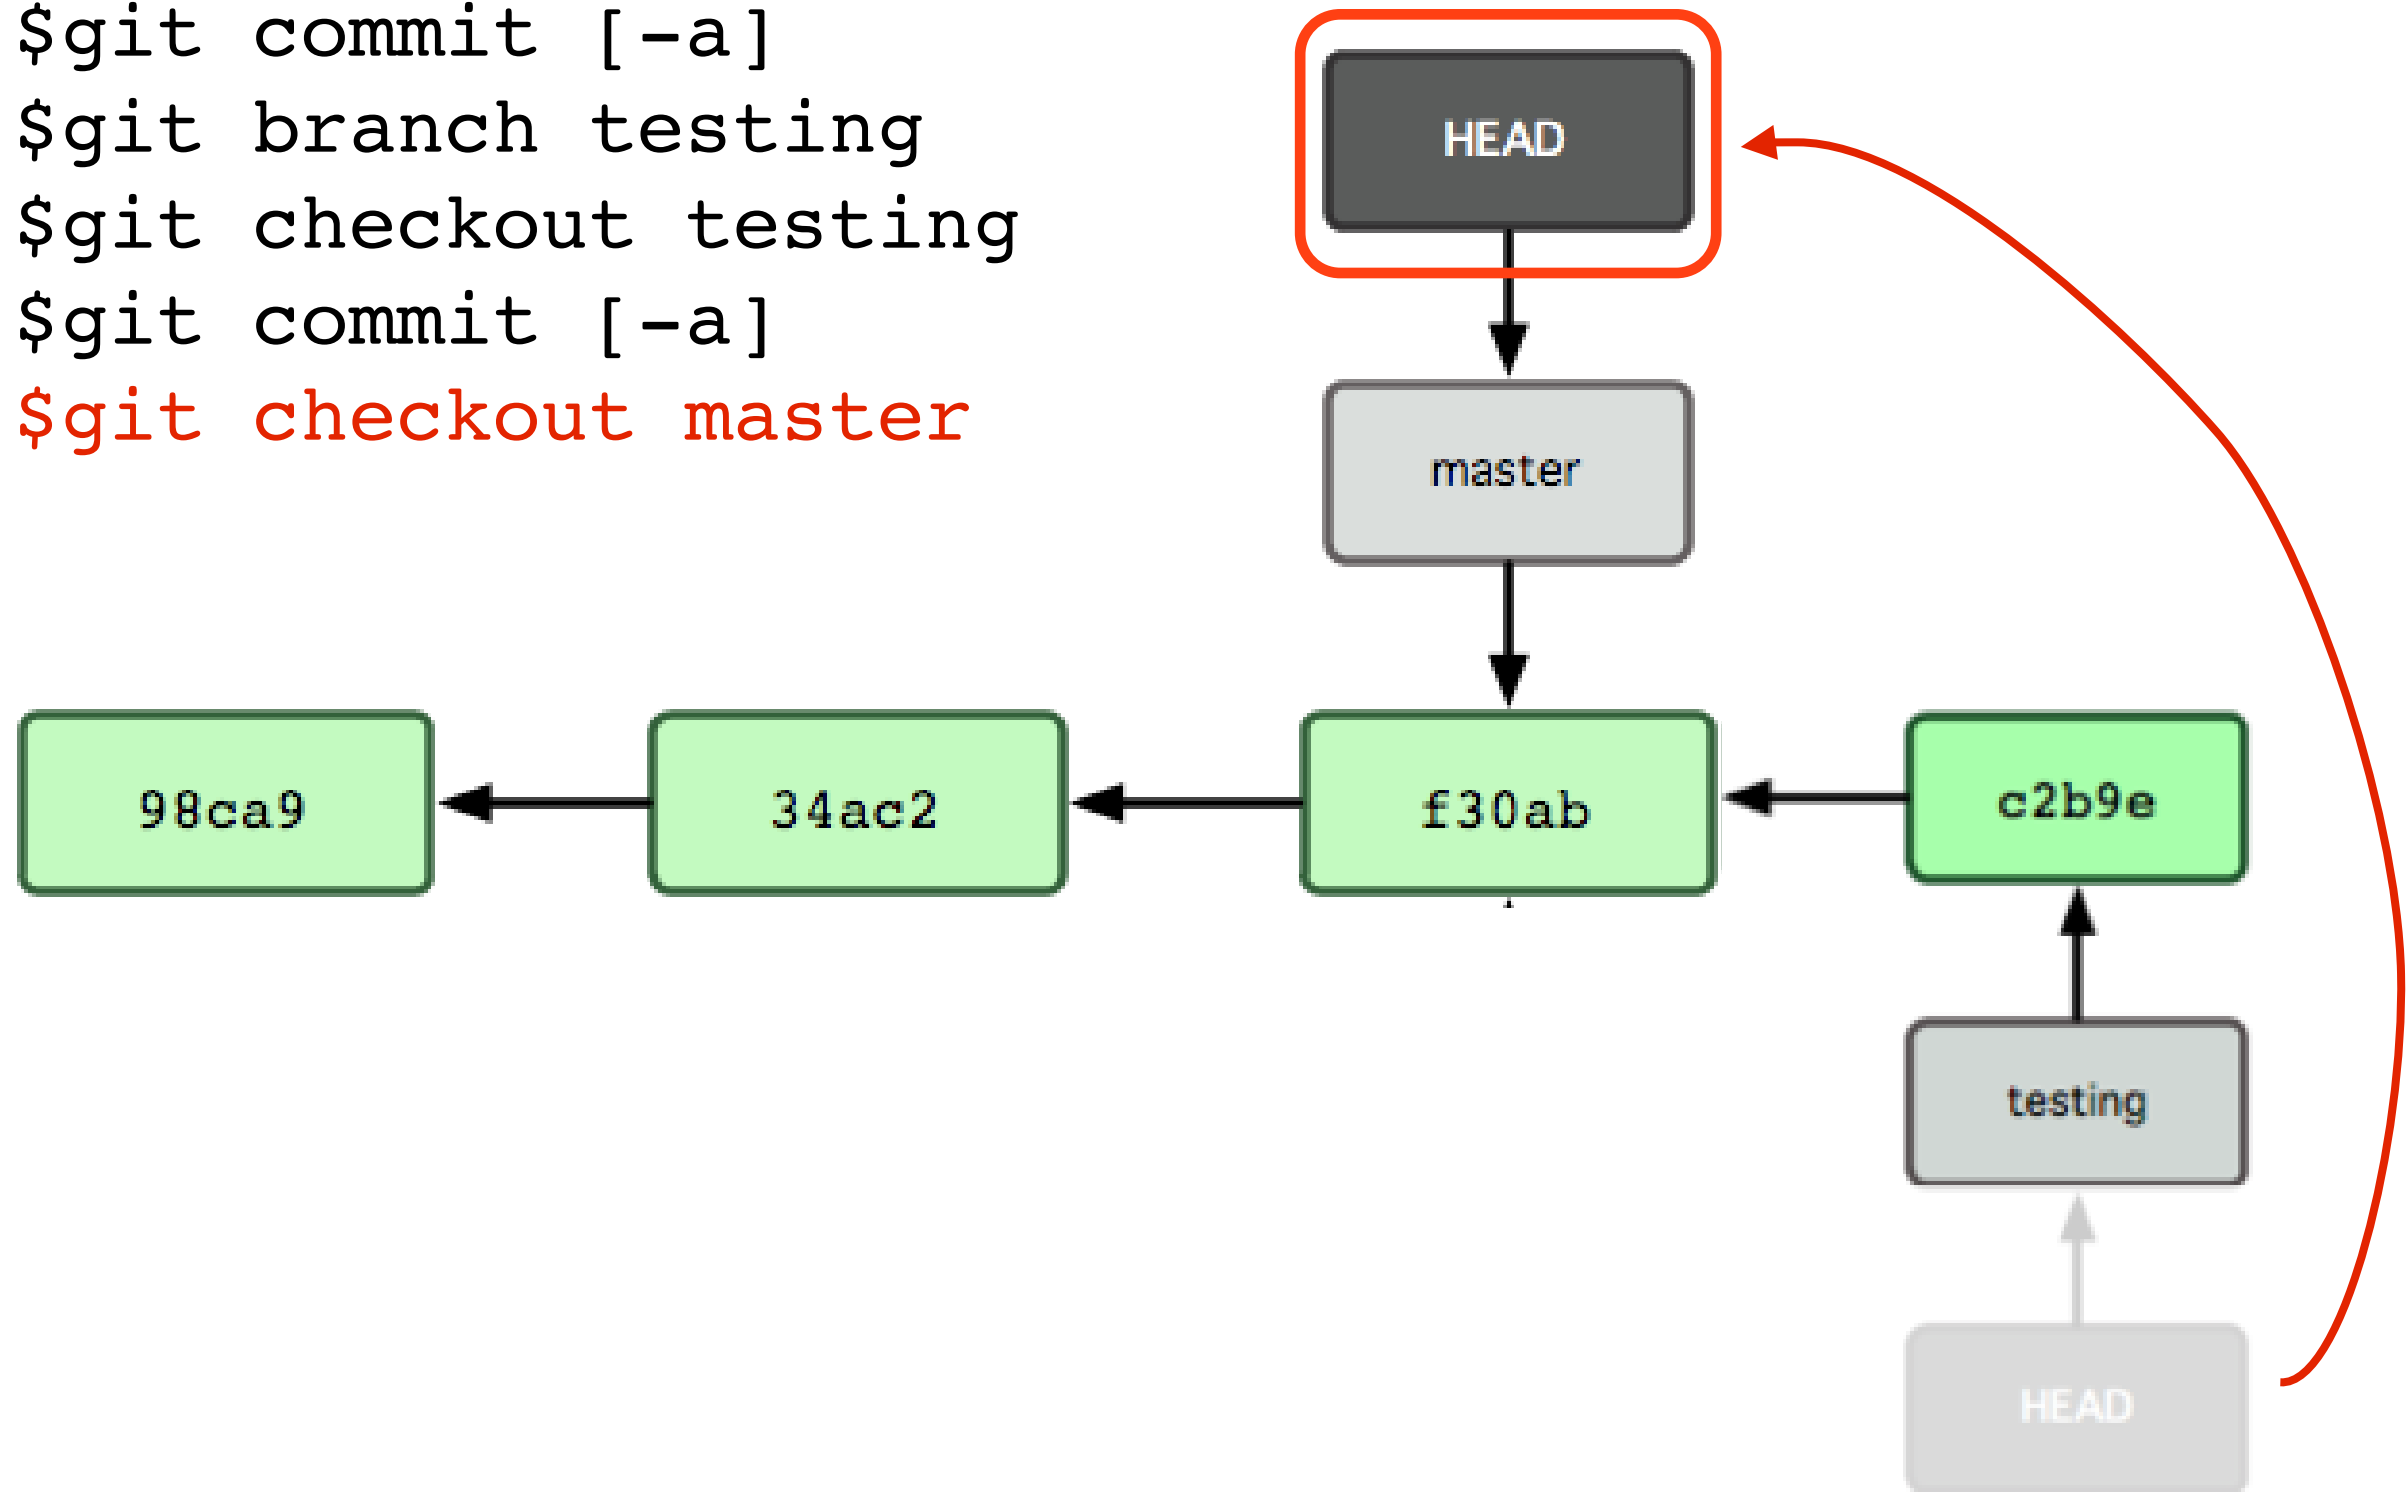 $git commit [-a]
$git branch testing
$git checkout testing
$git commit [-a]
$git checkout master
HEAD
master
98ca9
34ac2
f30ab
c2b9e
testing
HEAD